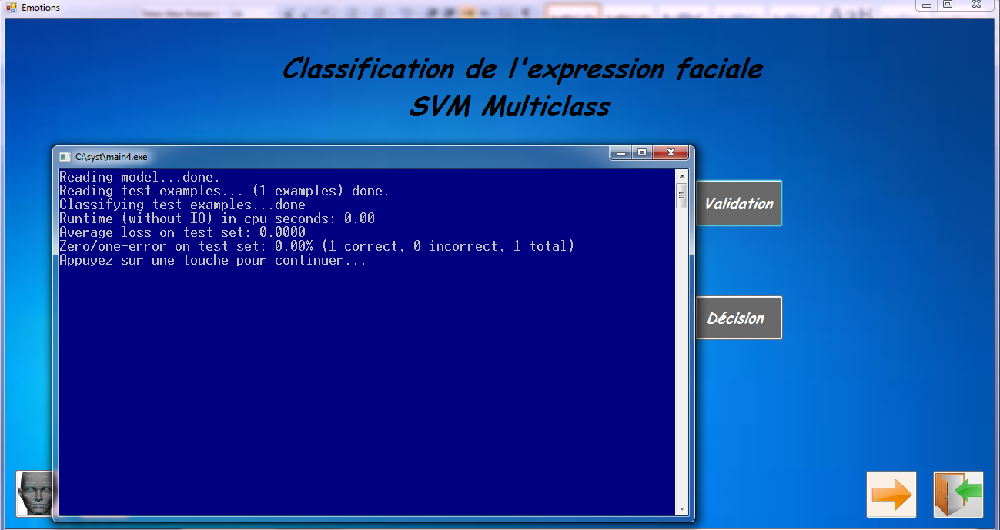 Emotions
Classification de l'expression faciale
SVM Multiclass
C:\syst\main4.exe
Reading model...done.
Reading test examples... (1 examples) done.
Classifying test examples...done
Runtime (without IO) in cpu-seconds: 0.00
Average loss on test set: 0.0000
Zero/one-error on test set: 0.00% (1 correct, 0 incorrect, 1 total)
Appuyez sur une touche pour continuer...
Validation
Décision